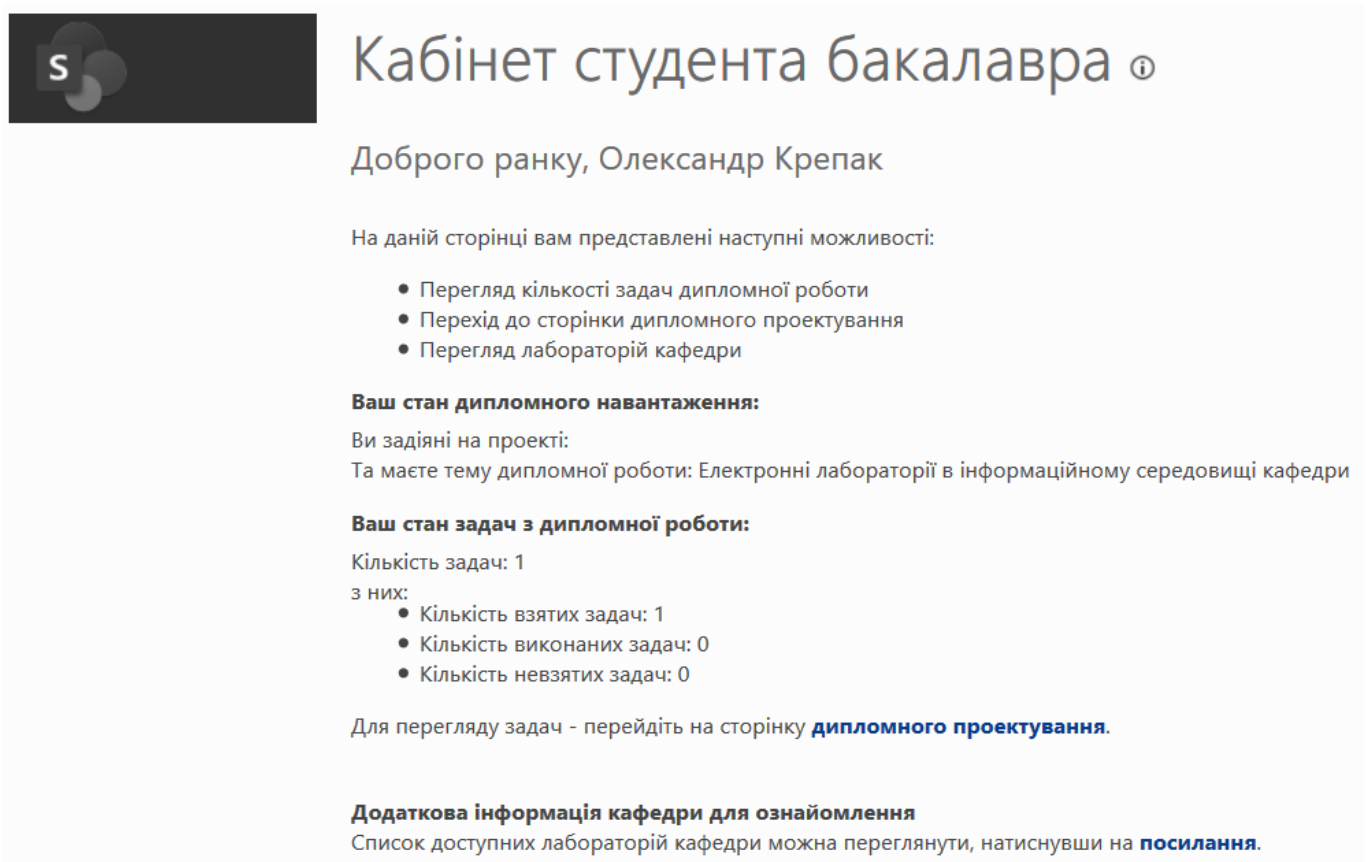 S
Кабінет студента бакалавра
Доброго ранку, Олександр Крепак
На даній сторінці вам представлені наступні можливості:
• Перегляд кількості задач дипломної роботи
• Перехід до сторінки дипломного проектування
• Перегляд лабораторій кафедри
Ваш стан дипломного навантаження:
Ви задіяні на проекті:
Та маєте тему дипломної роботи: Електронні лабораторії в інформаційному середовищі кафедри
Ваш стан задач з дипломної роботи:
Кількість задач: 1
з них:
• Кількість взятих задач: 1
• Кількість виконаних задач: 0
• Кількість невзятих задач: 0
Для перегляду задач - перейдіть на сторінку дипломного проектування.
Додаткова інформація кафедри для ознайомлення
Список доступних лабораторій кафедри можна переглянути, натиснувши на посилання.